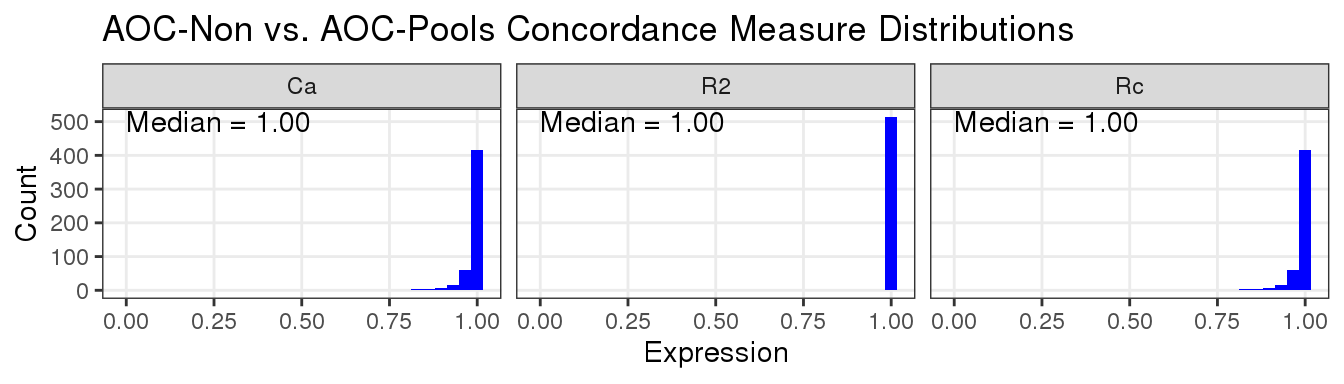 AOC-Non vs. AOC-Pools Concordance Measure Distributions
Ca R2 Rc
Median = 1.00 Median = 1.00 Median = 1.00
500
400
300
200
100
0
Count
0.00 0.25 0.50 0.75 1.00 0.00 0.25 0.50 0.75 1.00 0.00 0.25 0.50 0.75 1.00
Expression